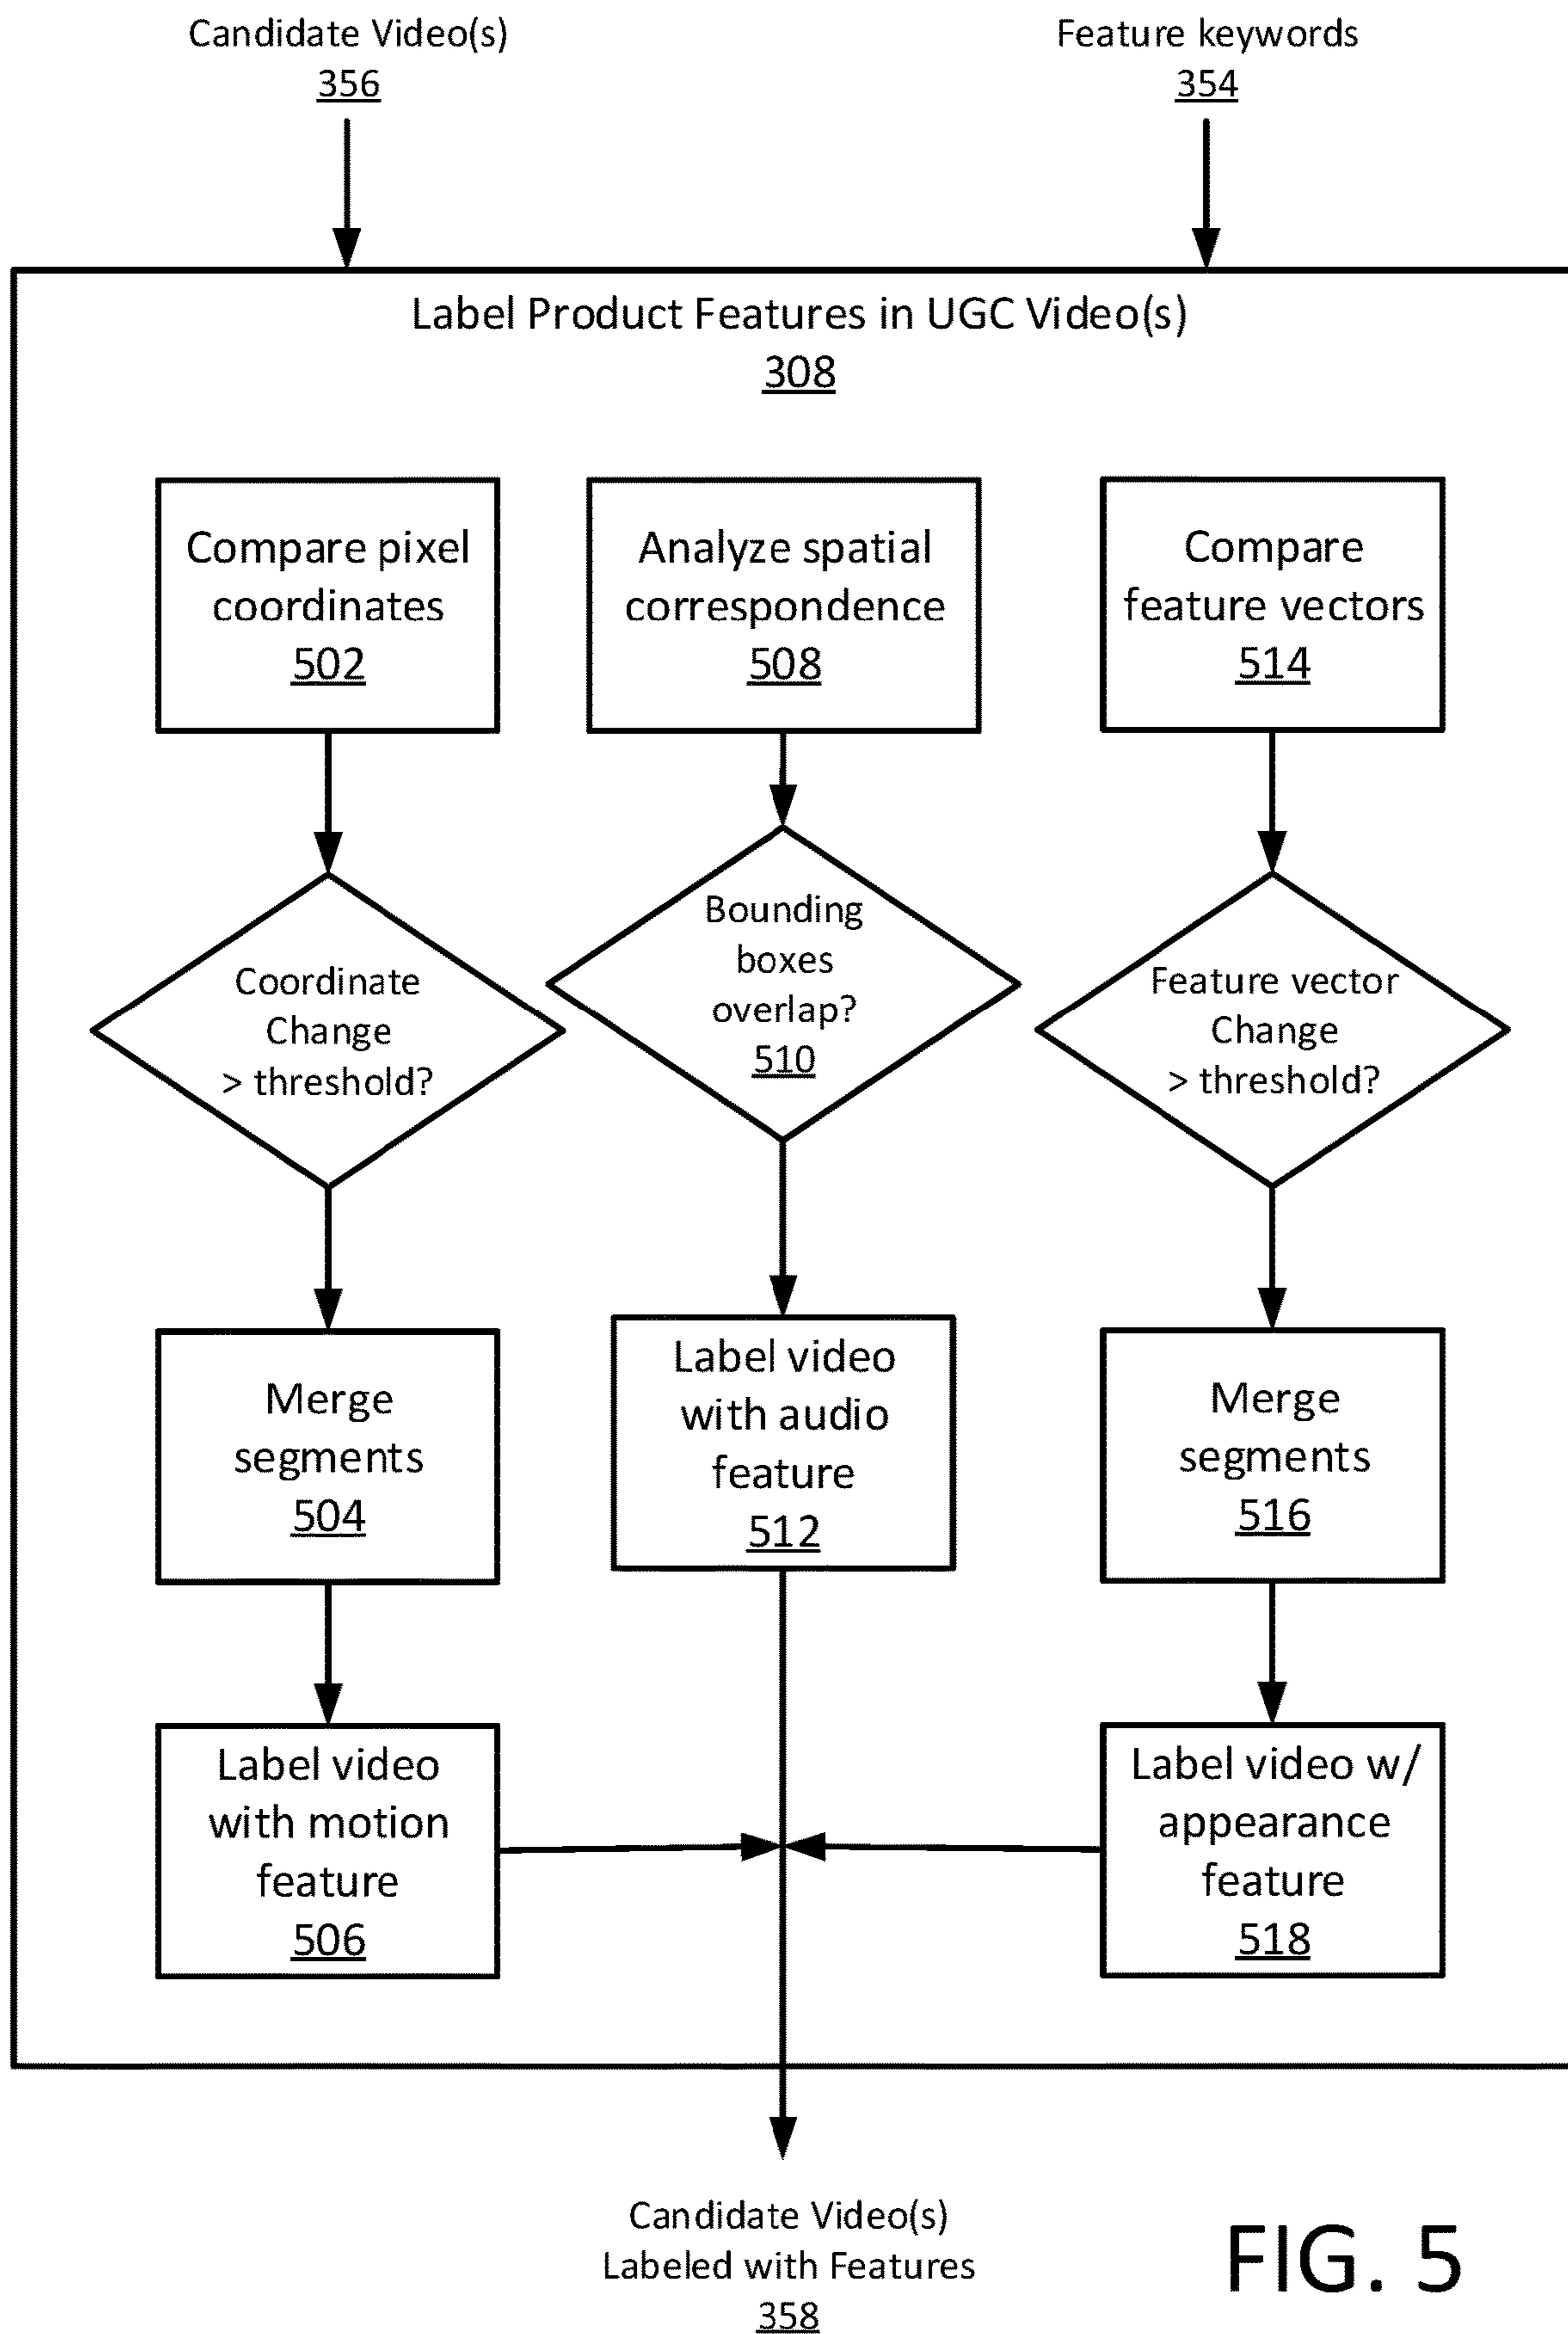 Candidate Video(s)
356
Feature keywords
354
Label Product Features in UGC Video(s)
308
Compare pixel
coordinates
502
Coordinate
Change
> threshold?
Merge
segments
504
Label video
with motion
feature
506
Analyze spatial
correspondence
508
Bounding
boxes
overlap?
510
Label video
with audio
feature
512
Compare
feature vectors
514
Feature vector
Change
> threshold?
Merge
segments
516
Label video w/
appearance
feature
518
Candidate Video(s)
Labeled with Features
358
FIG. 5